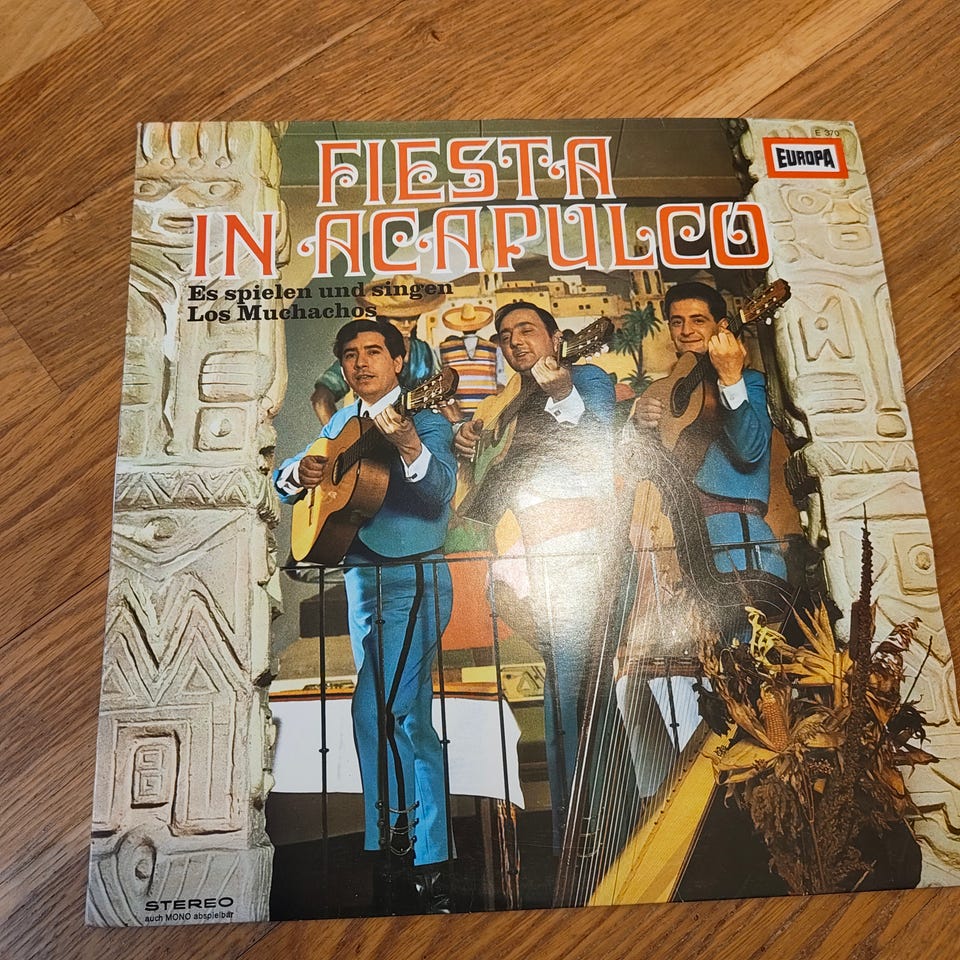 E 370
EUROPA
FIESTA
IN ACAPULCO
Es spielen und singen
Los Muchachos
STEREO
auch MONO abspielbar